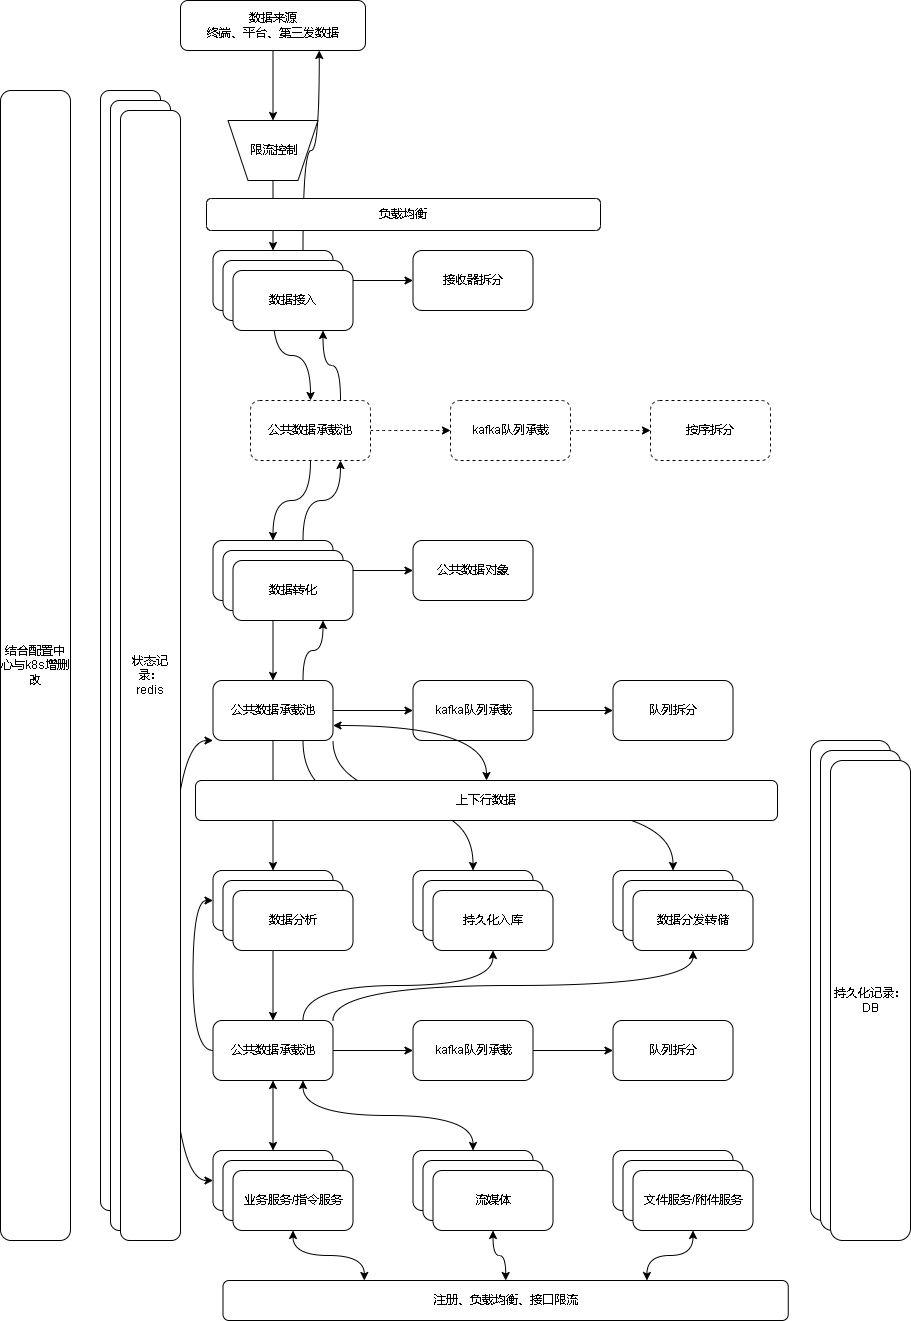 数据来源
终端、平台、第三发数据
限流控制
负载均衡
数据接入
接收器拆分
公共数据承载池
kafka队列承载
按序拆分
数据转化
公共数据对象
结合配置中
心与k8s增删
改
状态记
录：
redis
公共数据承载池
kafka队列承载
队列拆分
上下行数据
数据分析
持久化入库
数据分发转储
持久化记录：
DB
公共数据承载池
kafka队列承载
队列拆分
业务服务/指令服务
流媒体
文件服务/附件服务
注册、负载均衡、接口限流